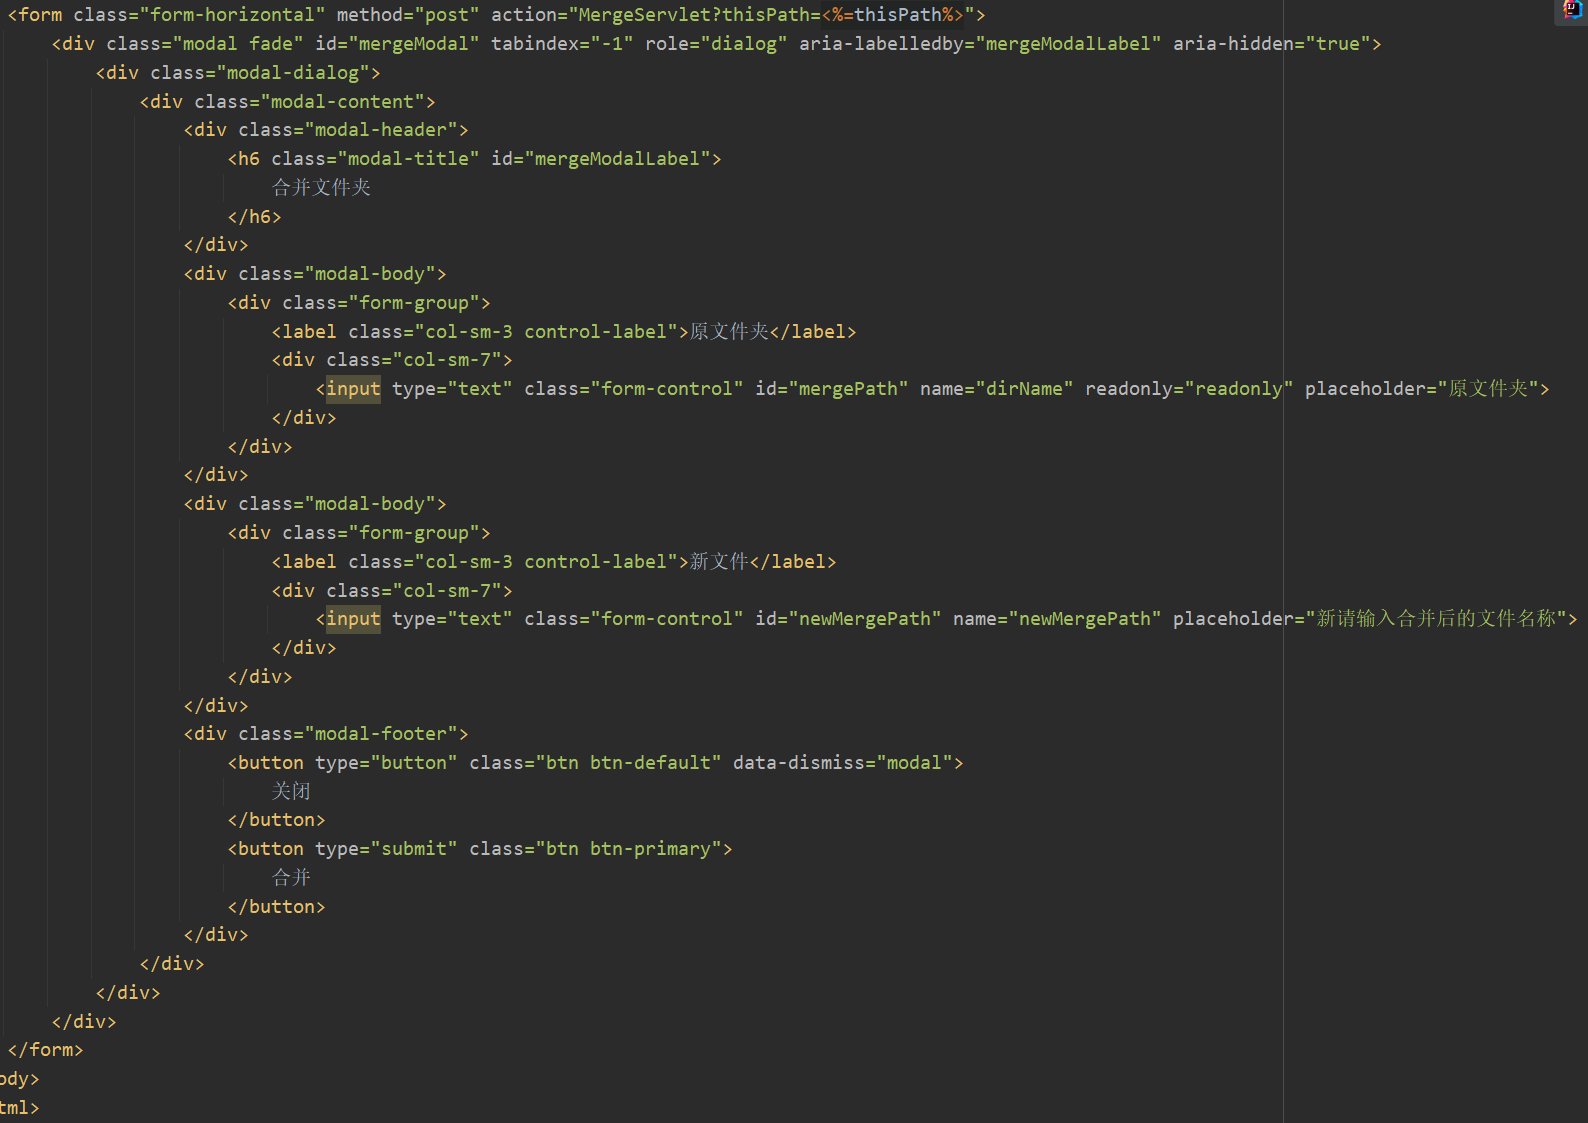 <form class="form-horizontal" method="post" action="MergeServlet?thisPath=<%=thisPath%>">
<div class="modal fade" id="mergeModal" tabindex="-1" role="dialog" aria-labelledby="mergeModalLabel" aria-hidden="true">
<div class="modal-dialog">
<div class="modal-content">
<div class="modal-header">
<h6 class="modal-title" id="mergeModalLabel">
合并文件夹
</h6>
</div>
<div class="modal-body">
<div class="form-group">
<label class="col-sm-3 control-label">原文件夹</label>
<div class="col-sm-7">
<input type="text" class="form-control" id="mergePath" name="dirName" readonly="readonly" placeholder="原文件夹">
</div>
</div>
</div>
<div class="modal-body">
<div class="form-group">
<label class="col-sm-3 control-label">新文件</label>
<div class="col-sm-7">
<input type="text" class="form-control" id="newMergePath" name="newMergePath" placeholder="新请输入合并后的文件名称">
</div>
</div>
</div>
<div class="modal-footer">
<button type="button" class="btn btn-default" data-dismiss="modal">
关闭
</button>
<button type="submit" class="btn btn-primary">
合并
</button>
</div>
</div>
</div>
</div>
</form>
ody>
tml>